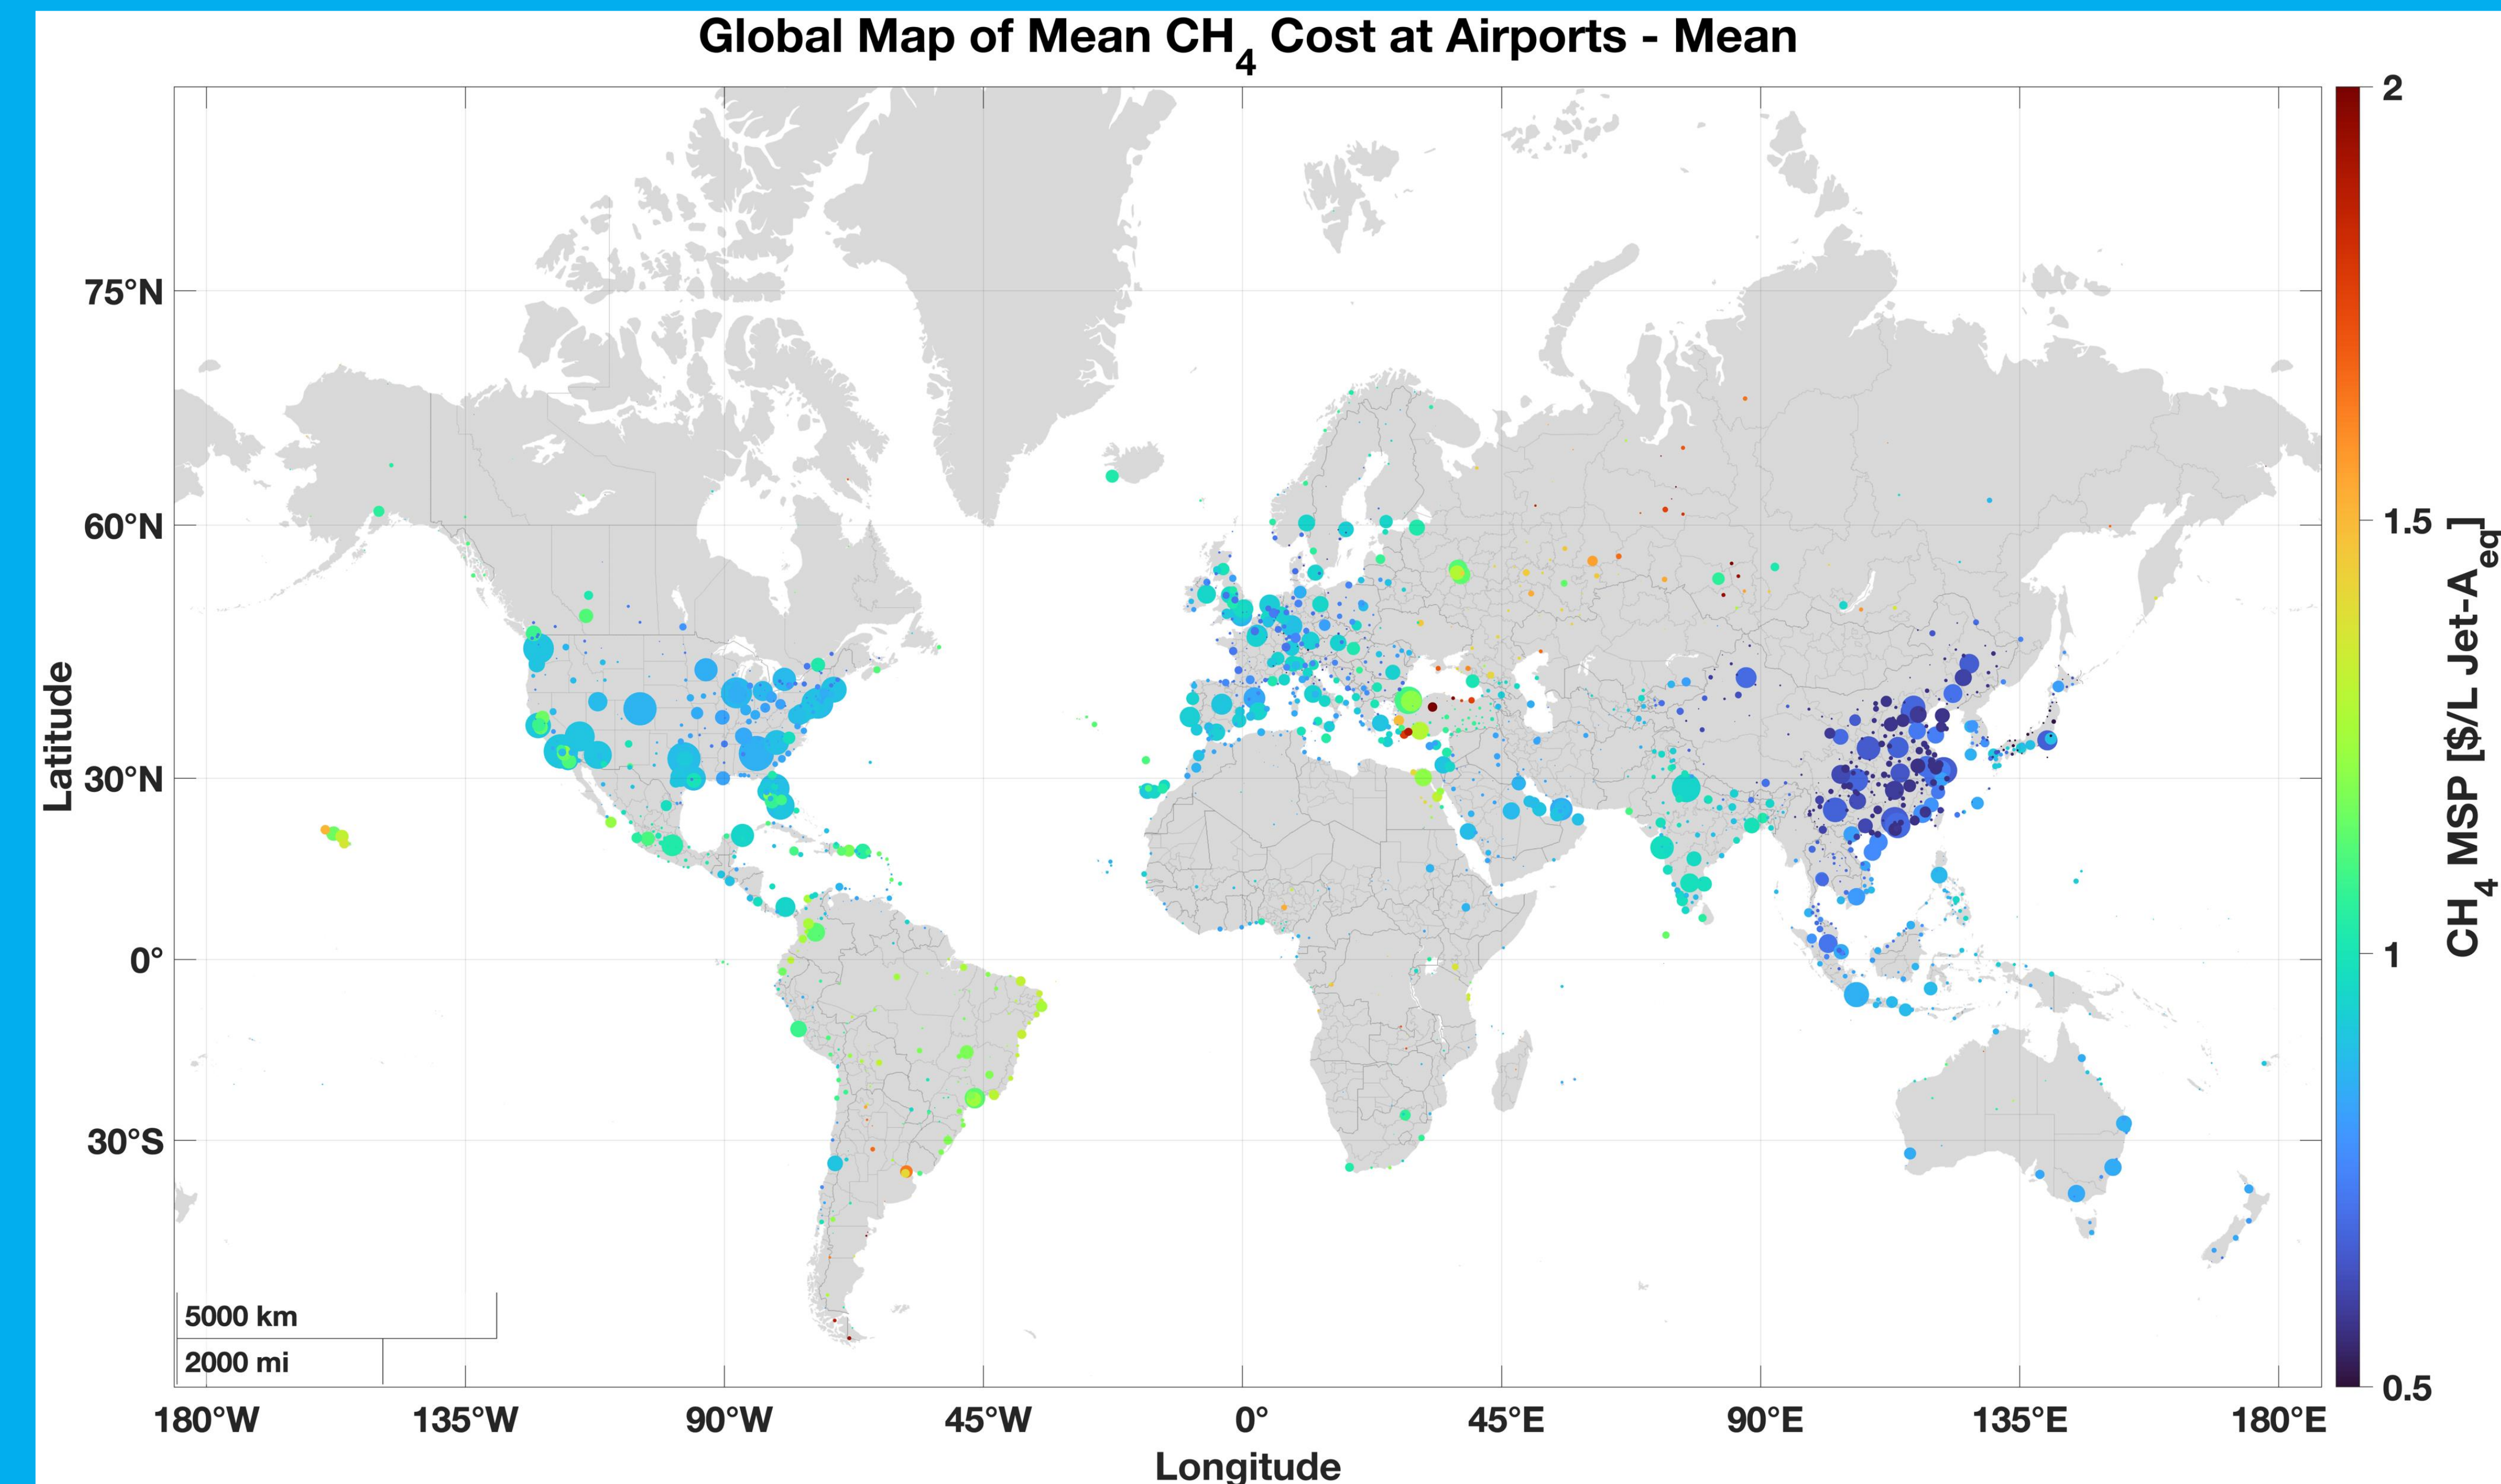 Global Map of Mean CH4 Cost at Airports - Mean
75°N
60°N
30°N
0°
30°S
Latitude
5000 km
2000 mi
180°W 135°W 90°W 45°W 0° 45°E 90°E 135°E 180°E
Longitude
2
1.5
1
0.5
CH4 MSP [$/L Jet-Aeq]